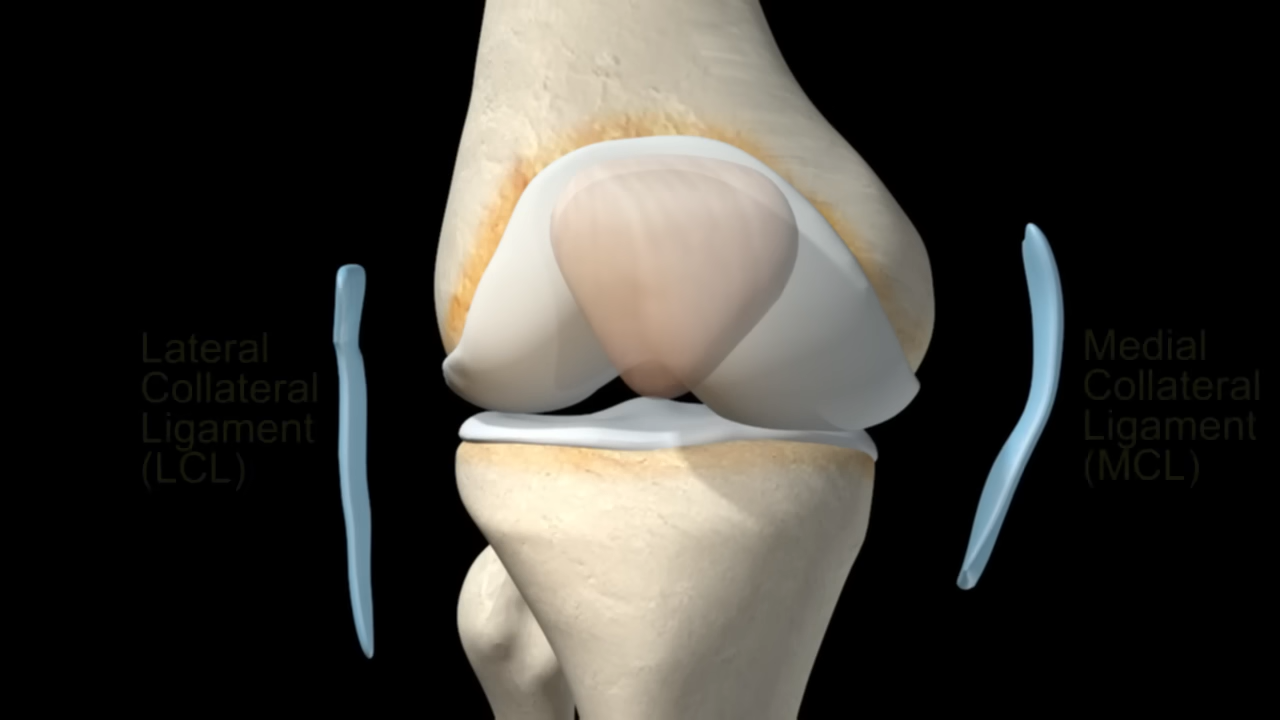 Lateral
Collateral
Ligament
(LCL)
Medial
Collateral
Ligament
(MCL)